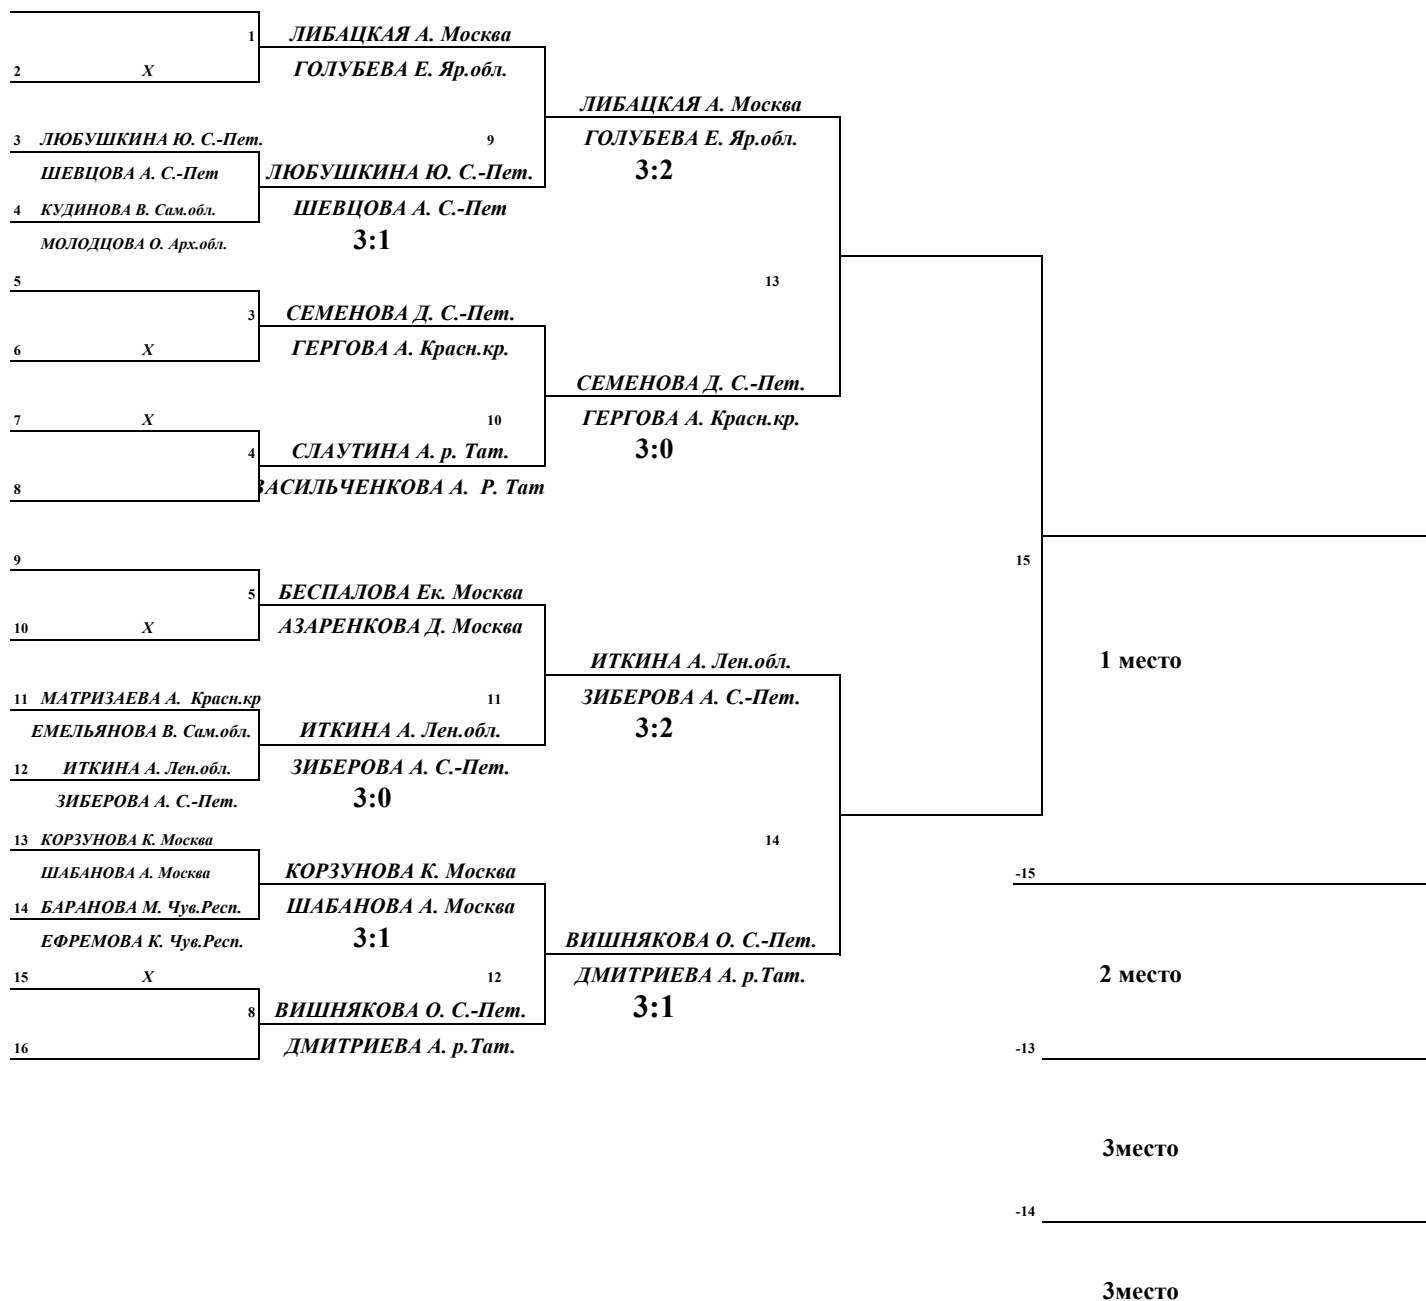 1 ЛИБАЦКАЯ А. Москва
2 X ГОЛУБЕВА Е. Яр.обл.
ЛИБАЦКАЯ А. Москва
3 ЛЮБУШКИНА Ю. С.-Пет. 9 ГОЛУБЕВА Е. Яр.обл.
ШЕВЦОВА А. С.-Пет ЛЮБУШКИНА Ю. С.-Пет. 3:2
4 КУДИНОВА В. Сам.обл. ШЕВЦОВА А. С.-Пет
МОЛОДЦОВА О. Арх.обл. 3:1
5 13
3 СЕМЕНОВА Д. С.-Пет.
6 X ГЕРГОВА А. Красн.кр.
СЕМЕНОВА Д. С.-Пет.
7 X 10 ГЕРГОВА А. Красн.кр.
4 СЛАУТИНА А. р. Тат. 3:0
8 ВАСИЛЬЧЕНКОВА А. Р. Тат
9 15
5 БЕСПАЛОВА Ек. Москва
10 X АЗАРЕНКОВА Д. Москва
ИТКИНА А. Лен.обл. 1 место
11 МАТРИЗАЕВА А. Красн.кр 11 ЗИБЕРОВА А. С.-Пет.
ЕМЕЛЬЯНОВА В. Сам.обл. ИТКИНА А. Лен.обл. 3:2
12 ИТКИНА А. Лен.обл. ЗИБЕРОВА А. С.-Пет.
ЗИБЕРОВА А. С.-Пет. 3:0
13 КОРЗУНОВА К. Москва 14
ШАБАНОВА А. Москва КОРЗУНОВА К. Москва -15
14 БАРАНОВА М. Чув.Респ. ШАБАНОВА А. Москва
ЕФРЕМОВА К. Чув.Респ. 3:1 ВИШНЯКОВА О. С.-Пет.
15 X 12 ДМИТРИЕВА А. р.Тат. 2 место
8 ВИШНЯКОВА О. С.-Пет. 3:1
16 ДМИТРИЕВА А. р.Тат. -13
3место
-14
3место